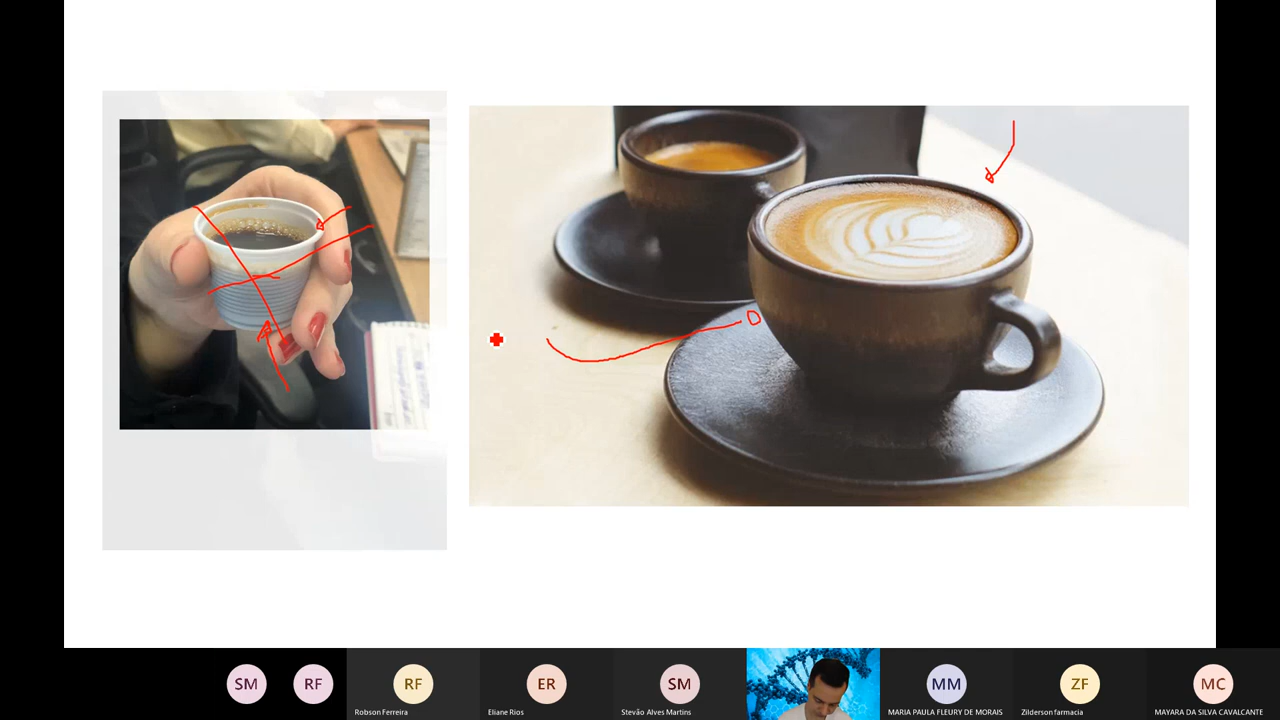 SM
RF
RF
ER
SM
MM
ZF
MC
Robson Ferreira
Eliane Rios
Stevão Alves Martins
MARIA PAULA FLEURY DE MORAIS
Zilderson farmacia
MAYARA DA SILVA CAVALCANTE